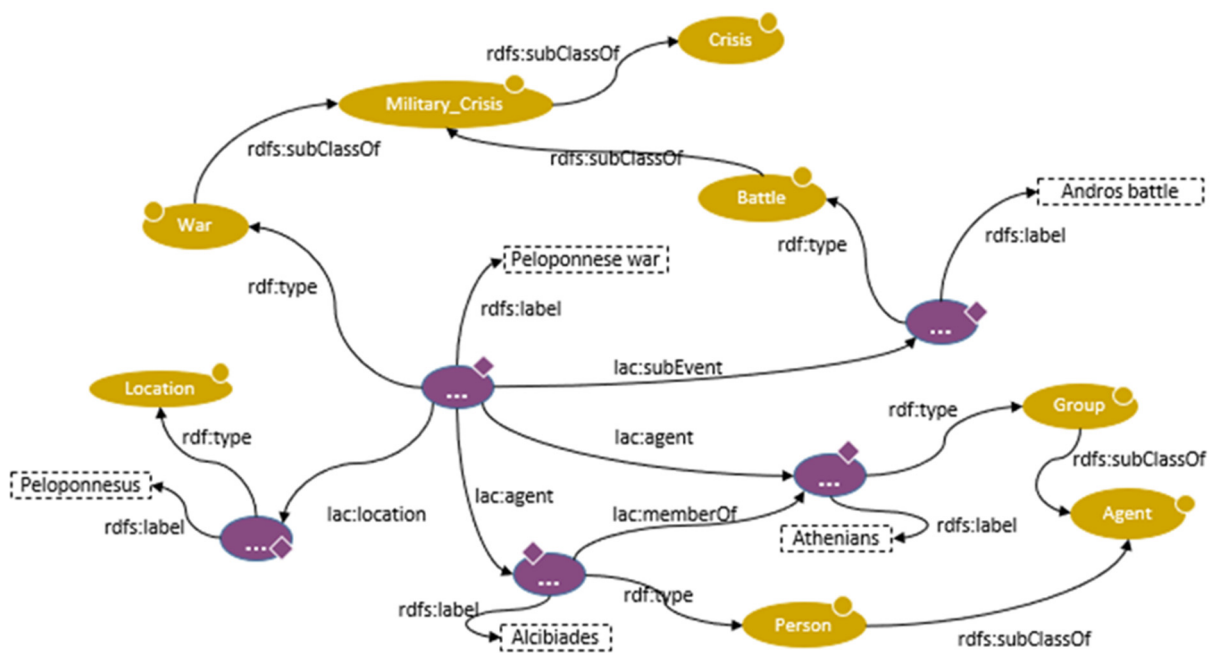 Crisis
rdfs:subClassOf
Military_Crisis
rdfs:subClassOf
rdfs:subClassOf
War
Battle
Andros battle
rdf:type
rdfs:label
Peloponnese war
rdf:type
rdfs:label
...
lac:subEvent
Location
...
Group
rdf:type
rdf:type
lac:agent
rdfs:subClassOf
Peloponnesus
...
lac:agent
rdfs:label
lac:location
lac:memberOf
Agent
rdfs:label
...
Athenians
...
rdf:type
rdfs:label
Person
Alcibiades
rdfs:subClassOf